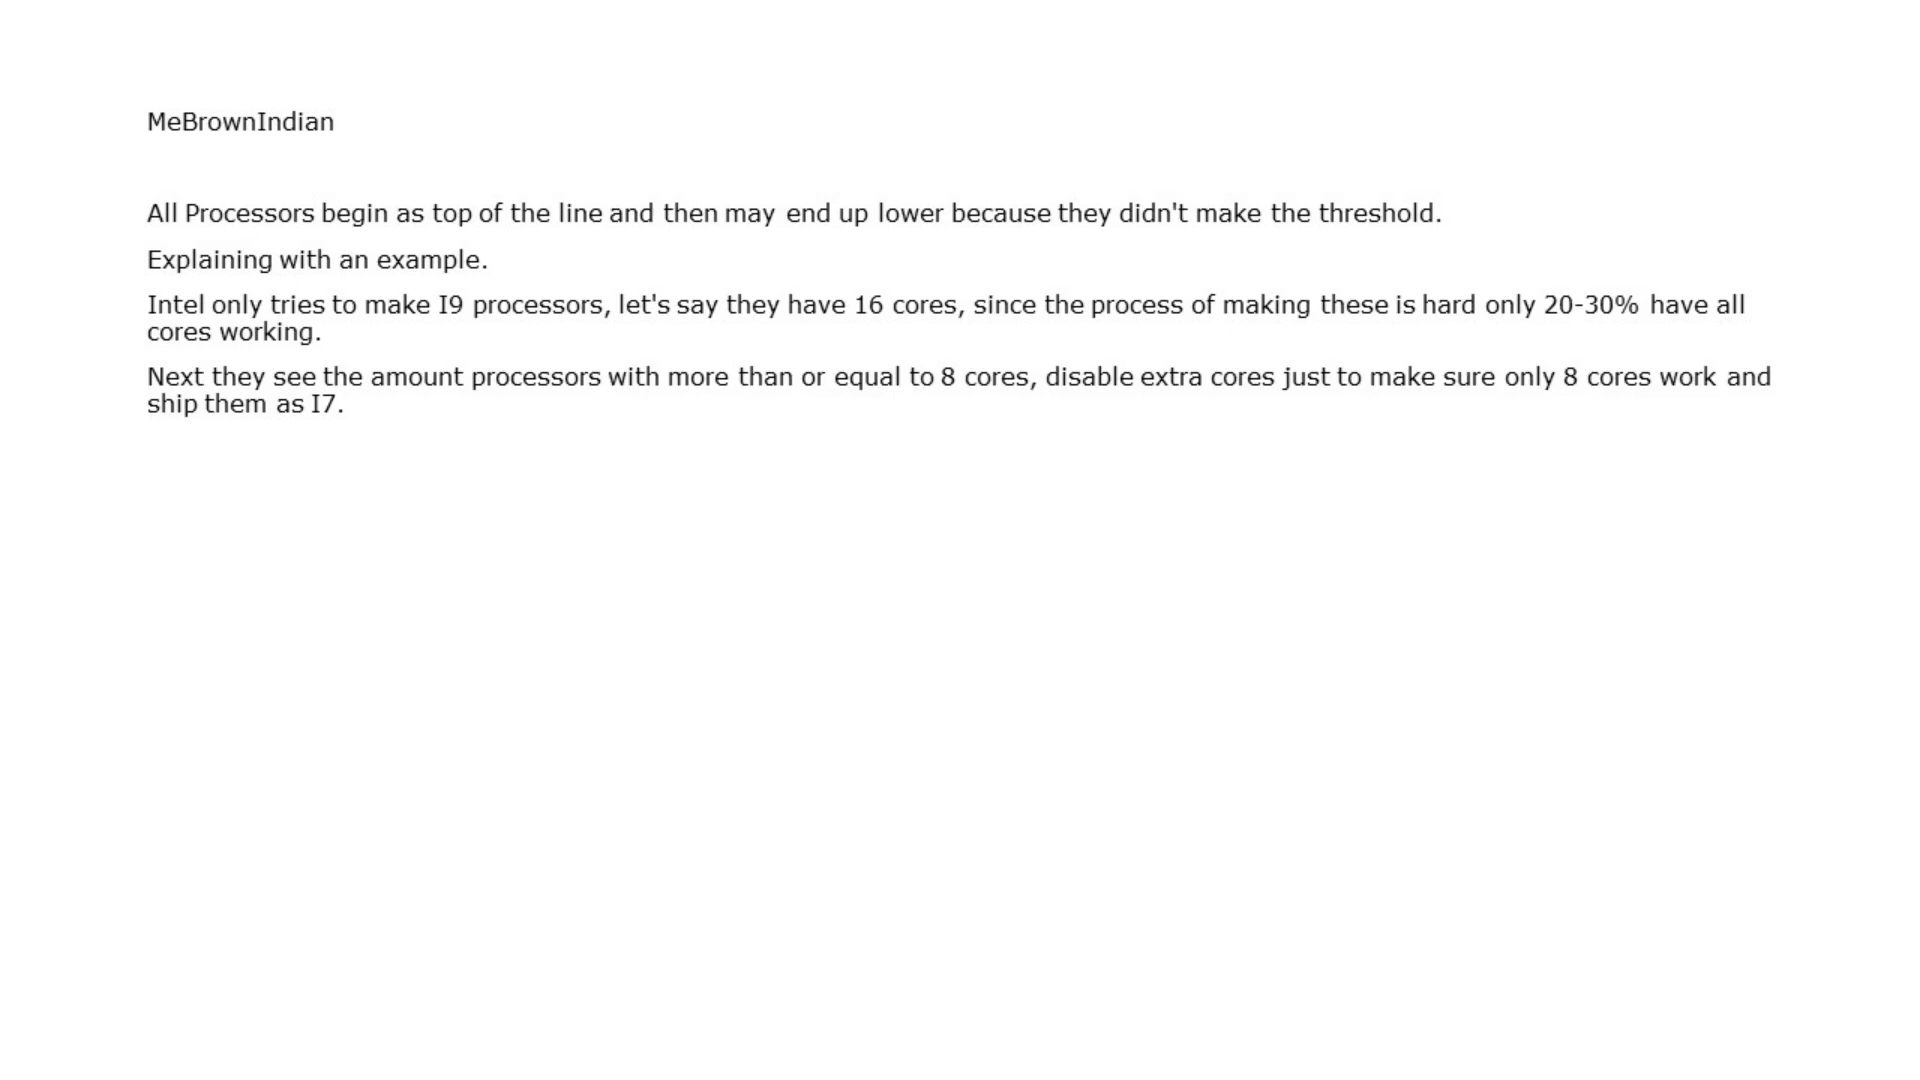 MeBrownIndian
All Processors begin as top of the line and then may end up lower because they didn't make the threshold.
Explaining with an example.
Intel only tries to make I9 processors, let's say they have 16 cores, since the process of making these is hard only 20-30% have all
cores working.
Next they see the amount processors with more than or equal to 8 cores, disable extra cores just to make sure only 8 cores work and
ship them as I7.